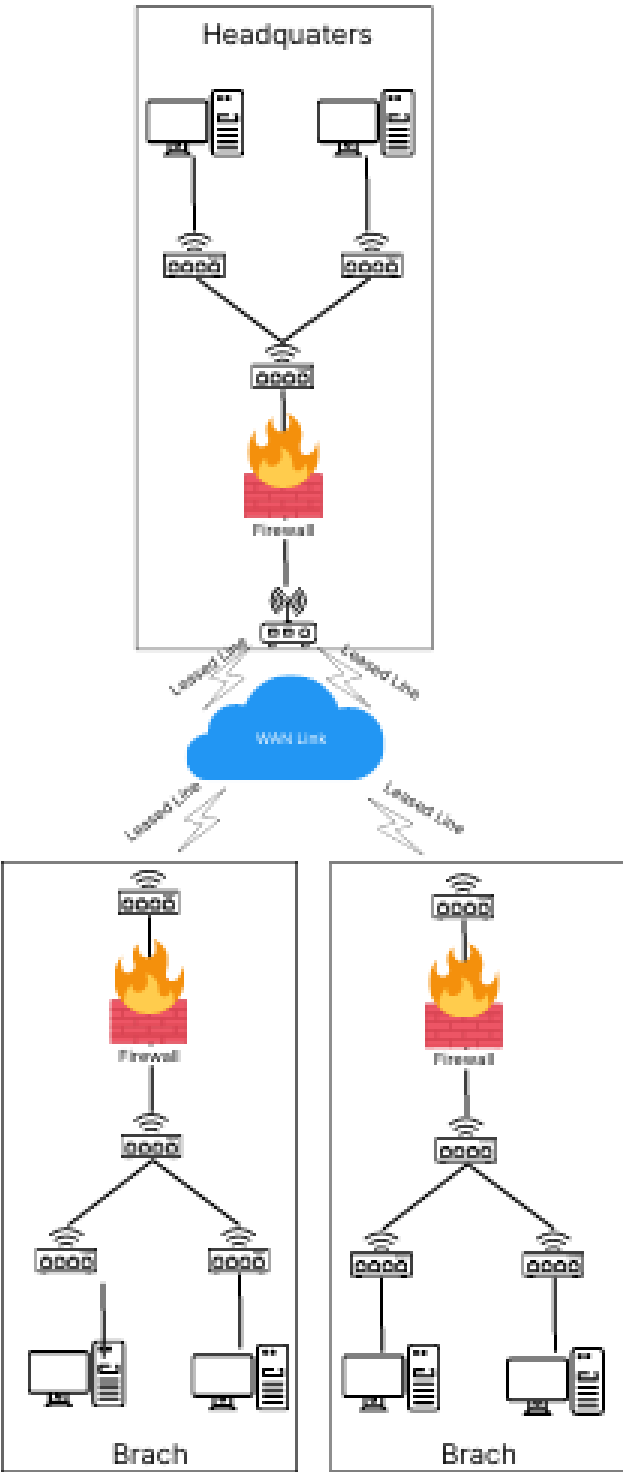 Headquaters
Firewall
Leased Line
Leased Line
WAN Link
Leased Line
Leased Line
Firewall
Firewall
Brach
Brach